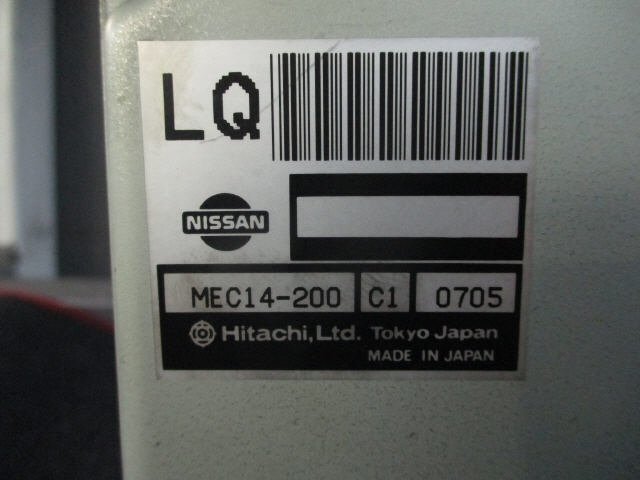 LQ
NISSAN
MEC14-200 C1 0705
Hitachi, Ltd. Tokyo Japan
MADE IN JAPAN